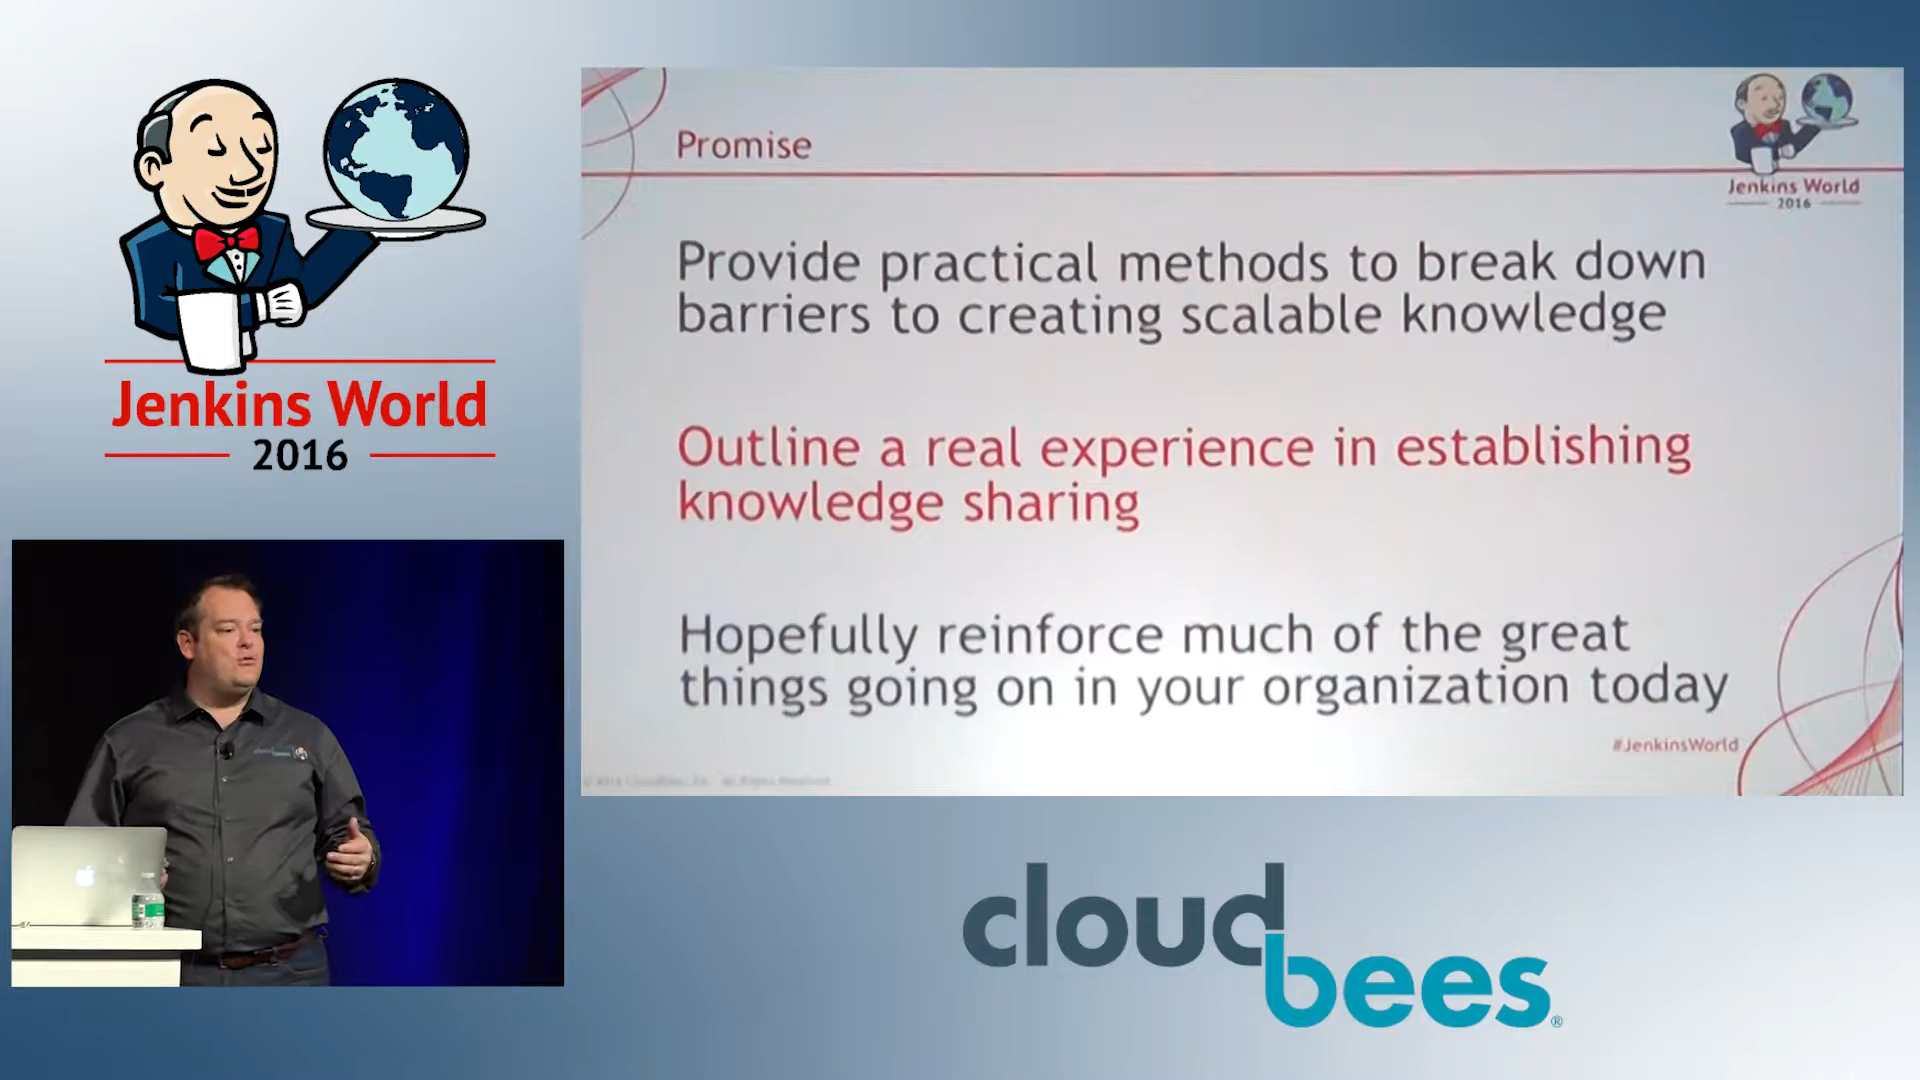 Jenkins World
2016
Promise
Jenkins World
2016
Provide practical methods to break down
barriers to creating scalable knowledge
Outline a real experience in establishing
knowledge sharing
Hopefully reinforce much of the great
things going on in your organization today
#JenkinsWorld
cloud
bees
®